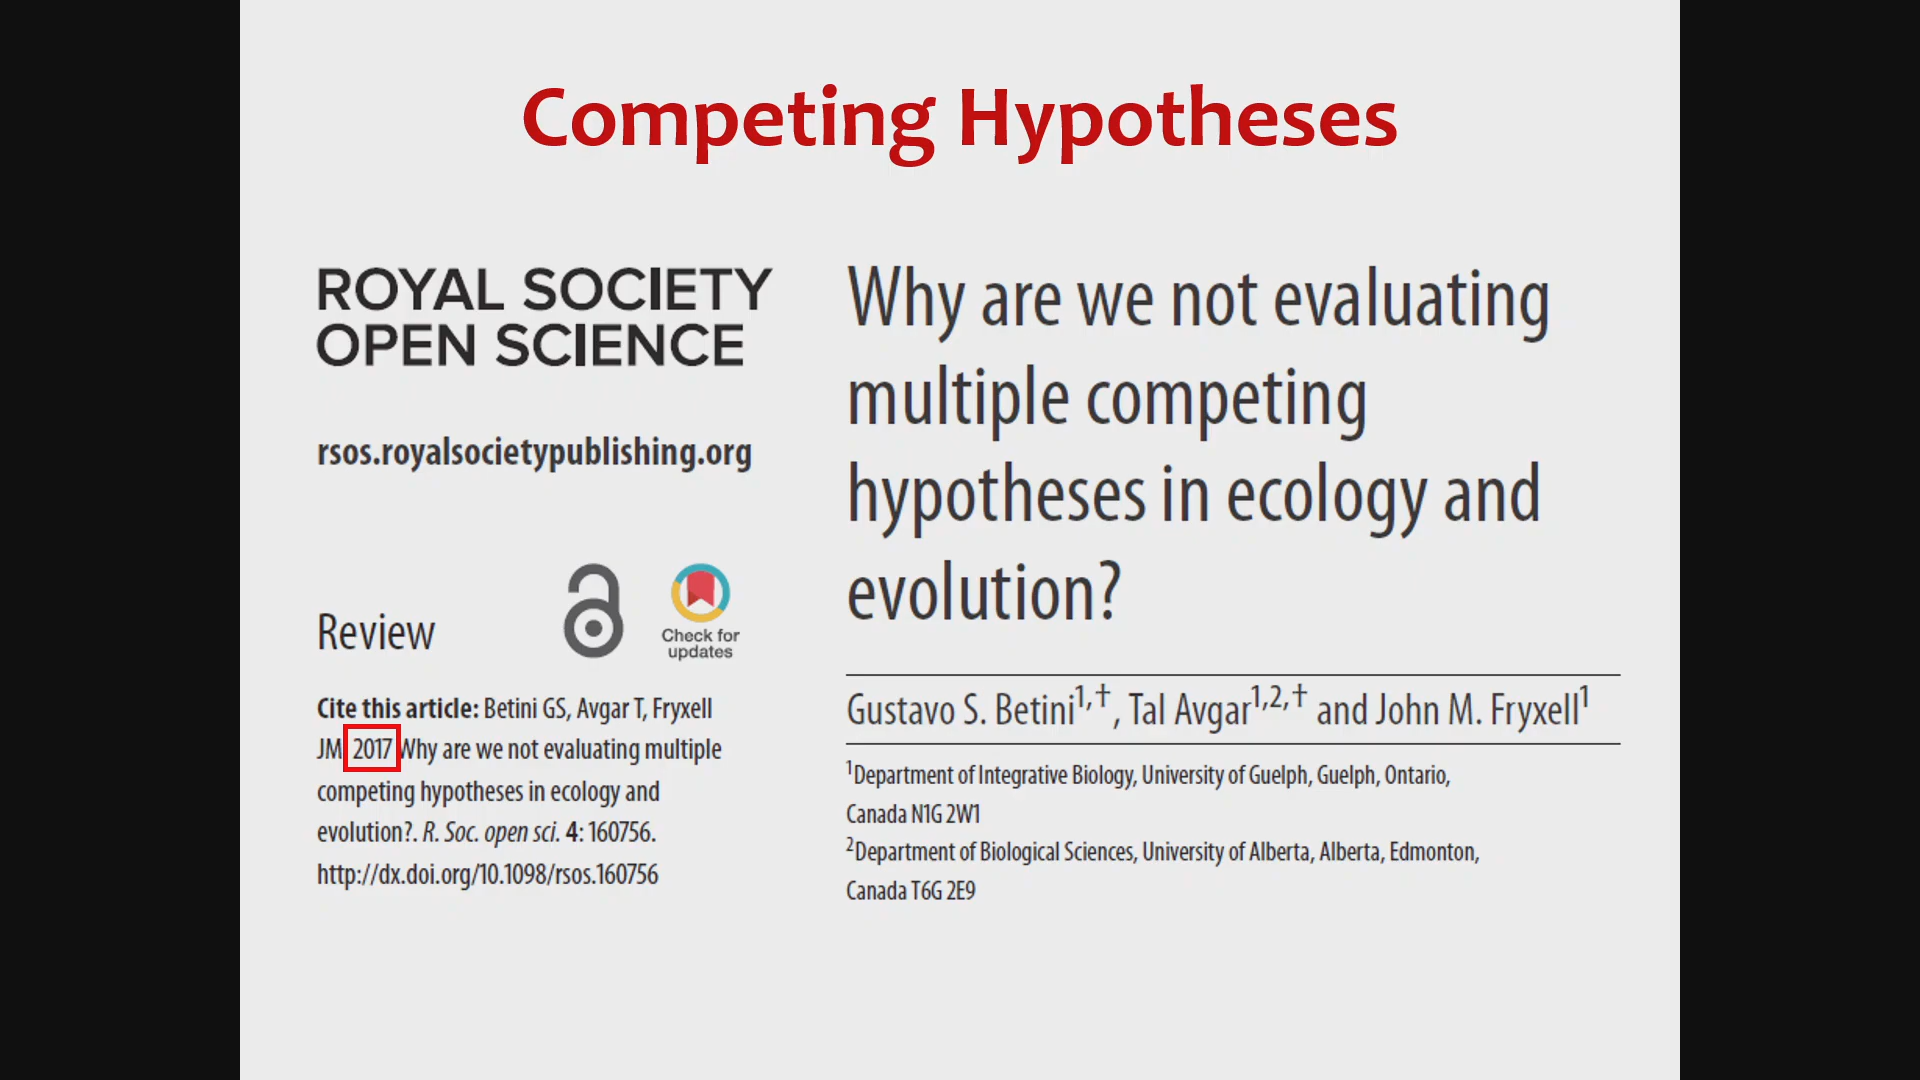 Competing Hypotheses
ROYAL SOCIETY
OPEN SCIENCE
rsos.royalsocietypublishing.org
Review
Check for
updates
Cite this article: Betini GS, Avgar T, Fryxell
JM 2017 Why are we not evaluating multiple
competing hypotheses in ecology and
evolution?. R. Soc. open sci. 4: 160756.
http://dx.doi.org/10.1098/rsos.160756
Why are we not evaluating
multiple competing
hypotheses in ecology and
evolution?
Gustavo S. Betini¹,†, Tal Avgar¹,²,† and John M. Fryxell¹
¹Department of Integrative Biology, University of Guelph, Guelph, Ontario,
Canada N1G 2W1
²Department of Biological Sciences, University of Alberta, Alberta, Edmonton,
Canada T6G 2E9